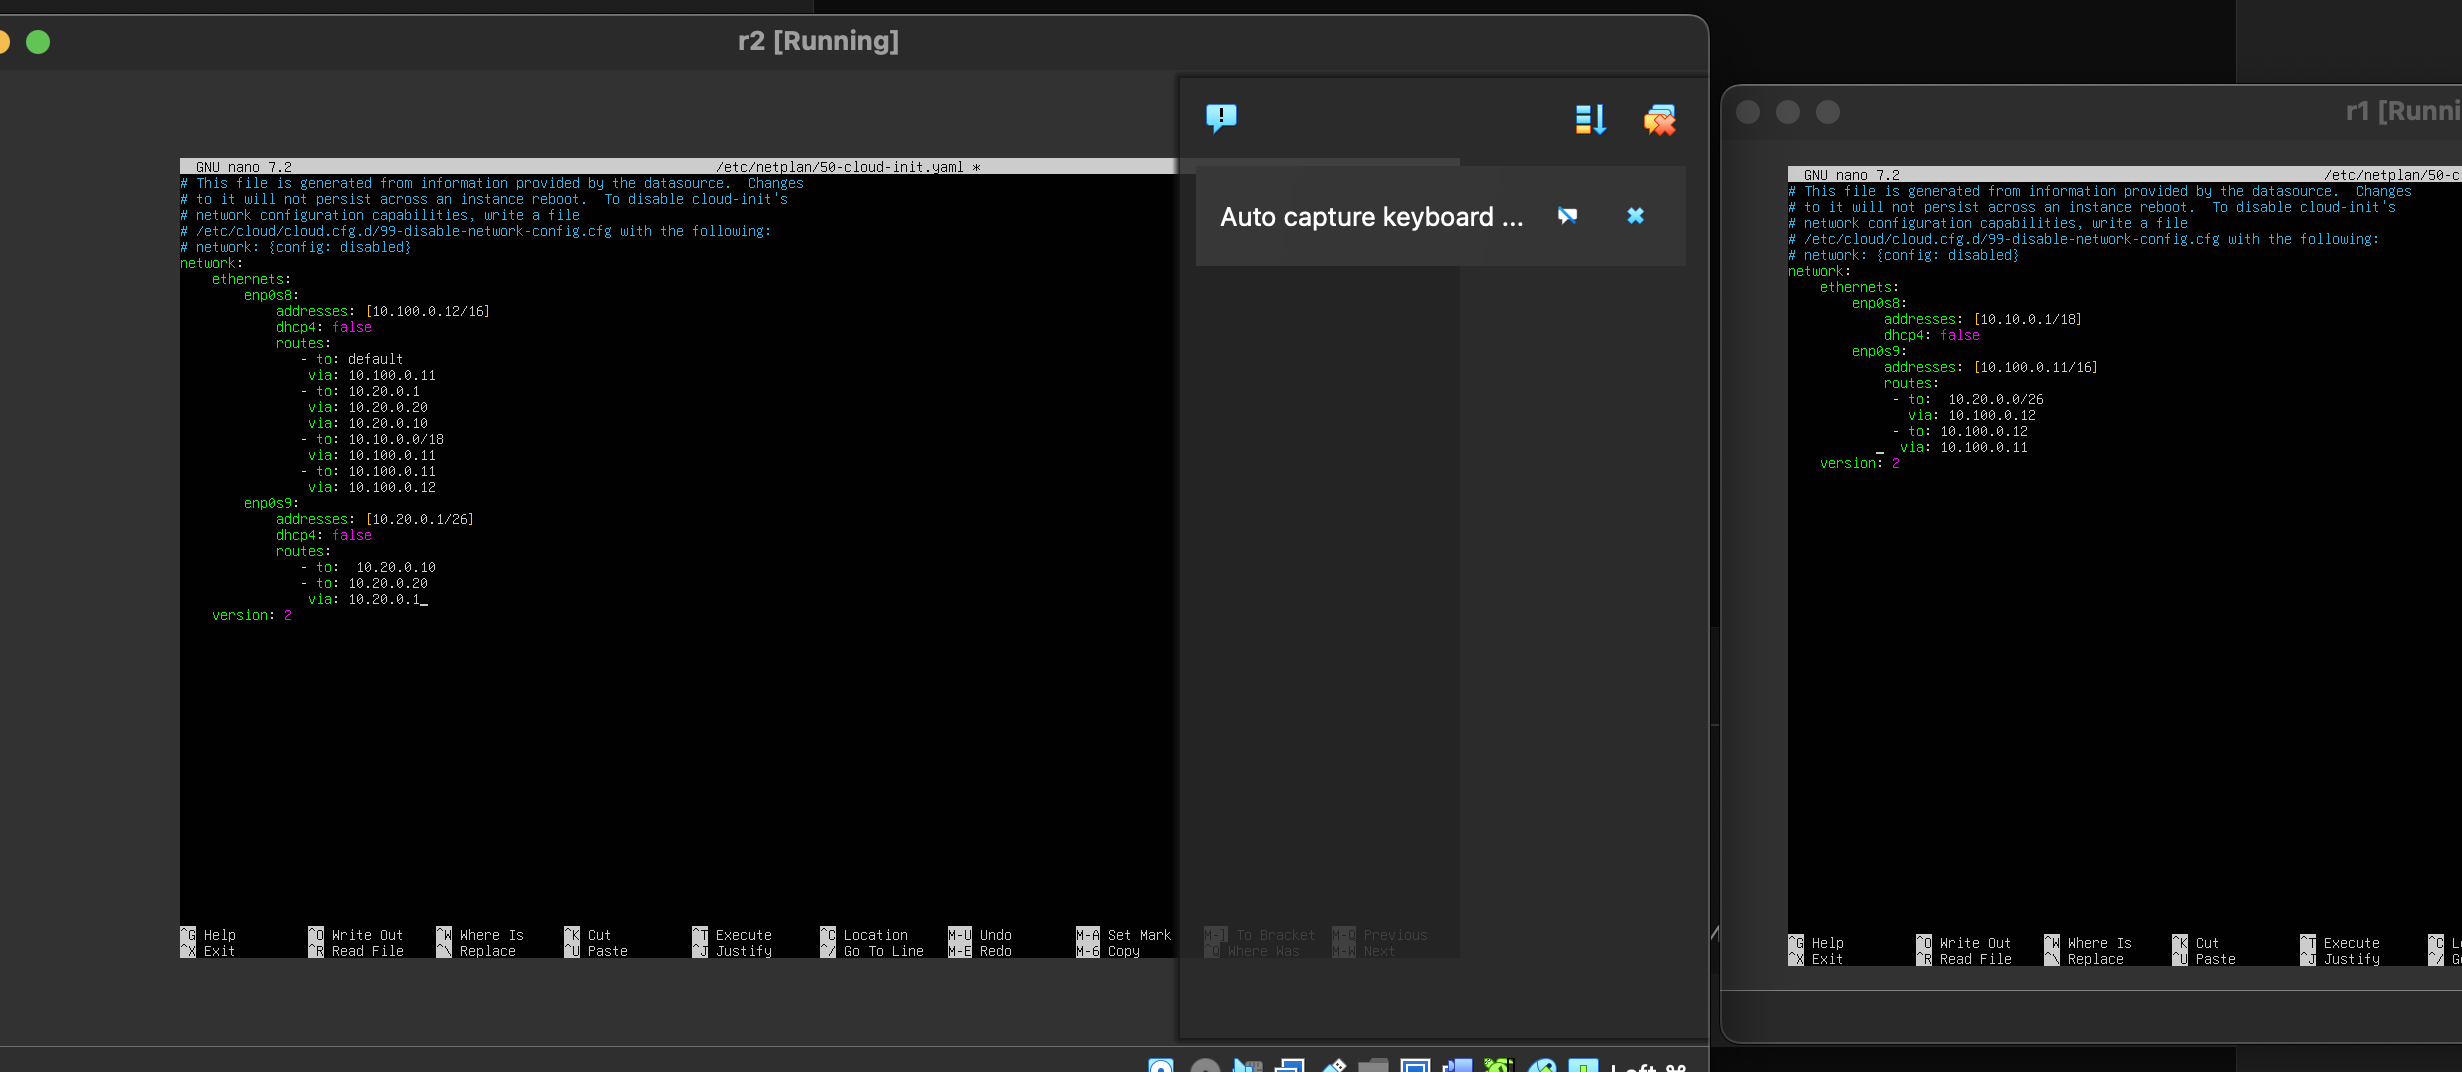 r2 [Running]
Auto capture keyboard ...
GNU nano 7.2 /etc/netplan/50-cloud-init.yaml *
# This file is generated from information provided by the datasource.  Changes
# to it will not persist across an instance reboot.  To disable cloud-init's
# network configuration capabilities, write a file
# /etc/cloud/cloud.cfg.d/99-disable-network-config.cfg with the following:
# network: {config: disabled}
network:
    ethernets:
        enp0s8:
            addresses: [10.100.0.12/16]
            dhcp4: false
            routes:
               - to: default
                via: 10.100.0.11
               - to: 10.20.0.1
                via: 10.20.0.20
                via: 10.20.0.10
               - to: 10.10.0.0/18
                via: 10.100.0.11
               - to: 10.100.0.11
                via: 10.100.0.12
        enp0s9:
            addresses: [10.20.0.1/26]
            dhcp4: false
            routes:
               - to:  10.20.0.10
               - to: 10.20.0.20
                via: 10.20.0.1_
    version: 2
^G Help ^O Write Out ^W Where Is ^K Cut ^T Execute ^C Location M-U Undo M-A Set Mark M-] To Bracket M-Q Previous
^X Exit ^R Read File ^\ Replace ^U Paste ^J Justify ^/ Go To Line M-E Redo M-6 Copy ^Q Where Was M-W Next
Left ⌘
r1 [Runni
GNU nano 7.2 /etc/netplan/50-c
# This file is generated from information provided by the datasource.  Changes
# to it will not persist across an instance reboot.  To disable cloud-init's
# network configuration capabilities, write a file
# /etc/cloud/cloud.cfg.d/99-disable-network-config.cfg with the following:
# network: {config: disabled}
network:
    ethernets:
        enp0s8:
            addresses: [10.10.0.1/18]
            dhcp4: false
        enp0s9:
            addresses: [10.100.0.11/16]
            routes:
             - to:  10.20.0.0/26
               via: 10.100.0.12
             - to: 10.100.0.12
           _  via: 10.100.0.11
    version: 2
^G Help ^O Write Out ^W Where Is ^K Cut ^T Execute ^C L
^X Exit ^R Read File ^\ Replace ^U Paste ^J Justify ^/ G